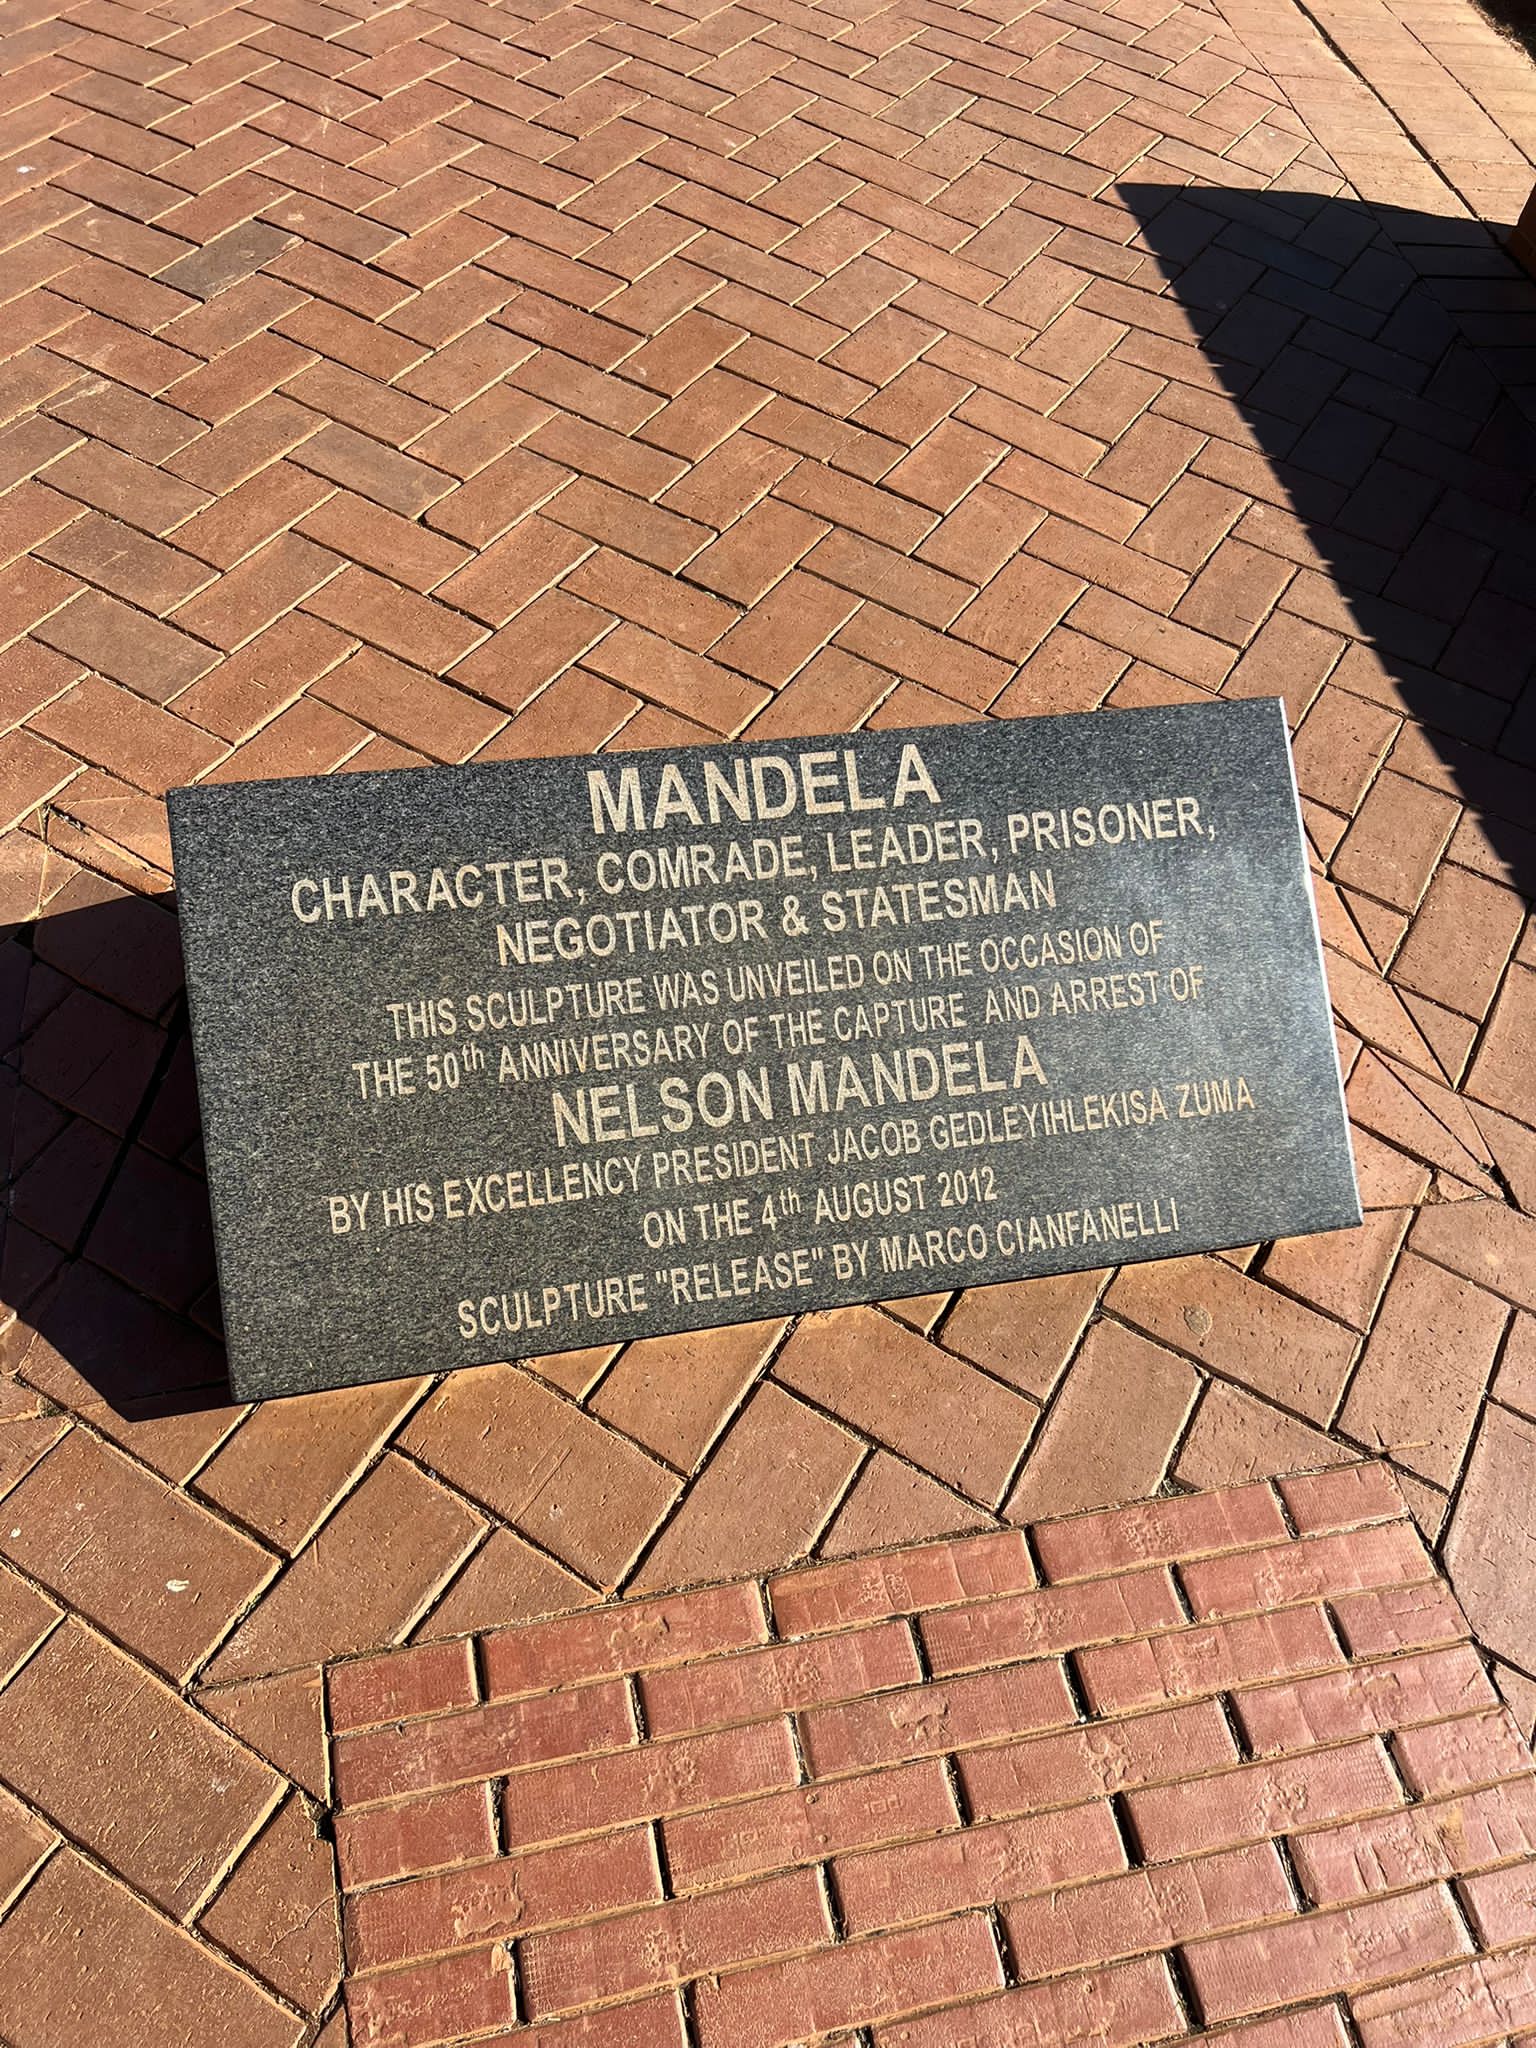 MANDELA
CHARACTER, COMRADE, LEADER, PRISONER,
NEGOTIATOR & STATESMAN
THIS SCULPTURE WAS UNVEILED ON THE OCCASION OF
THE 50th ANNIVERSARY OF THE CAPTURE AND ARREST OF
NELSON MANDELA
BY HIS EXCELLENCY PRESIDENT JACOB GEDLEYIHLEKISA ZUMA
ON THE 4th AUGUST 2012
SCULPTURE "RELEASE" BY MARCO CIANFANELLI